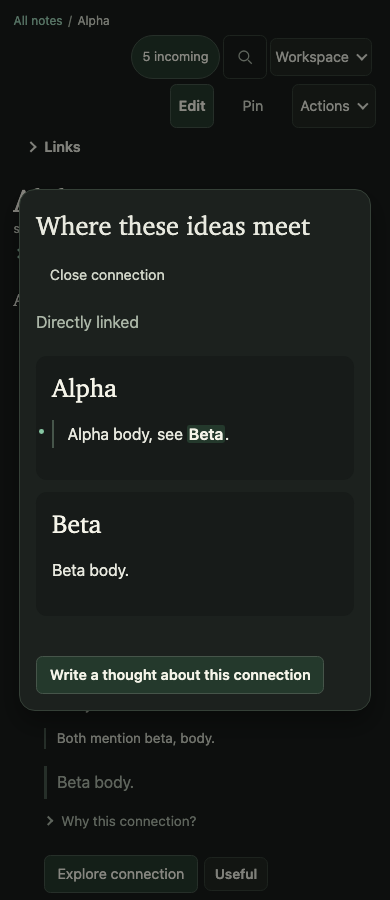 All notes / Alpha
5 incoming
Workspace
Edit
Pin
Actions
Links
Where these ideas meet
Close connection
Directly linked
Alpha
Alpha body, see Beta.
Beta
Beta body.
Write a thought about this connection
Both mention beta, body.
Beta body.
Why this connection?
Explore connection
Useful